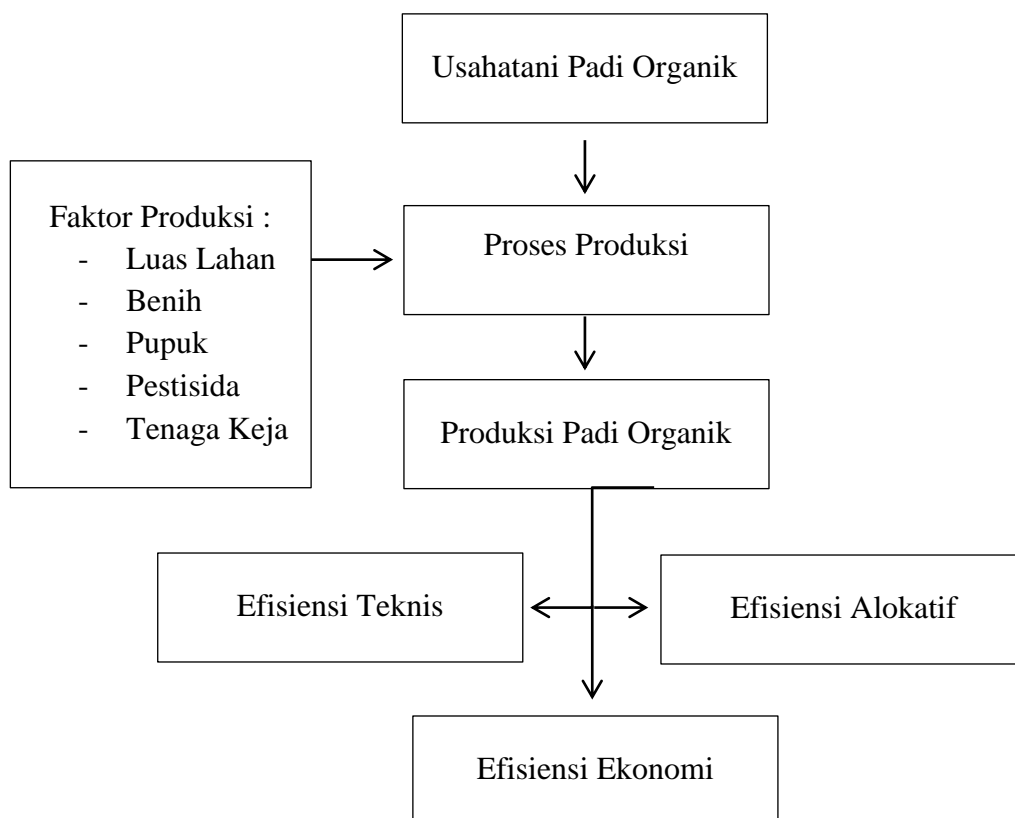 Usahatani Padi Organik
Faktor Produksi :
- Luas Lahan
- Benih
- Pupuk
- Pestisida
- Tenaga Keja
Proses Produksi
Produksi Padi Organik
Efisiensi Teknis
Efisiensi Alokatif
Efisiensi Ekonomi